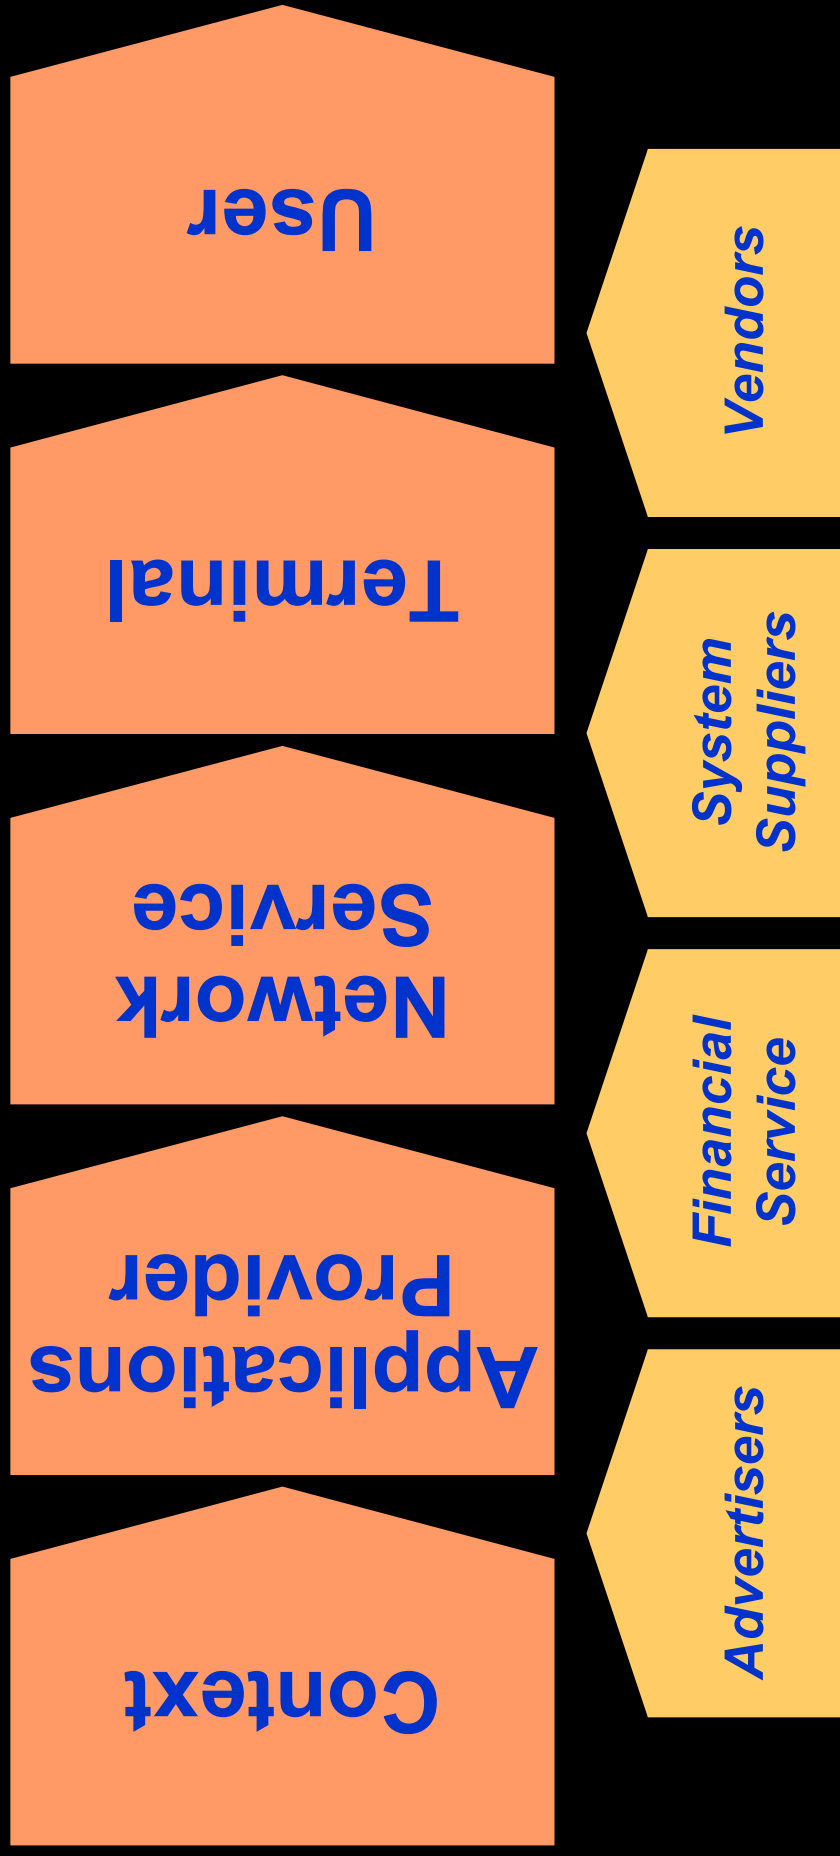 Context
Applications
Provider
Network
Service
Terminal
User
Advertisers
Financial
Service
System
Suppliers
Vendors